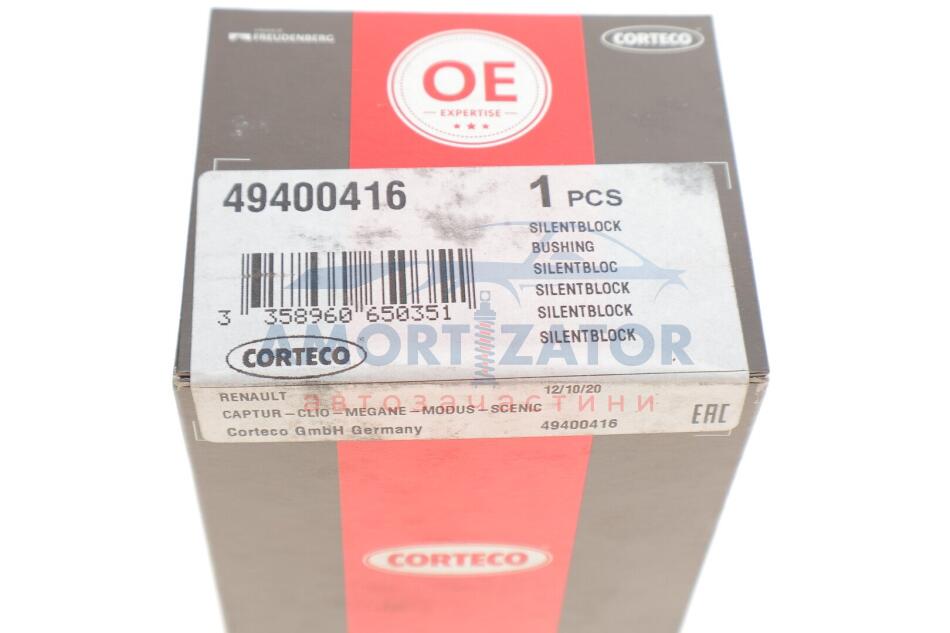 FREUDENBERG
CORTECO
OE
EXPERTISE
49400416
1 PCS
SILENTBLOCK
BUSHING
SILENTBLOC
SILENTBLOCK
SILENTBLOCK
SILENTBLOCK
3 358960 650351
AMORTIZATOR
CORTECO
RENAULT
12/10/20
автозапчастини
CAPTUR-CLIO-MEGANE-MODUS-SCENIC
Corteco GmbH Germany
49400416
EAC
CORTECO